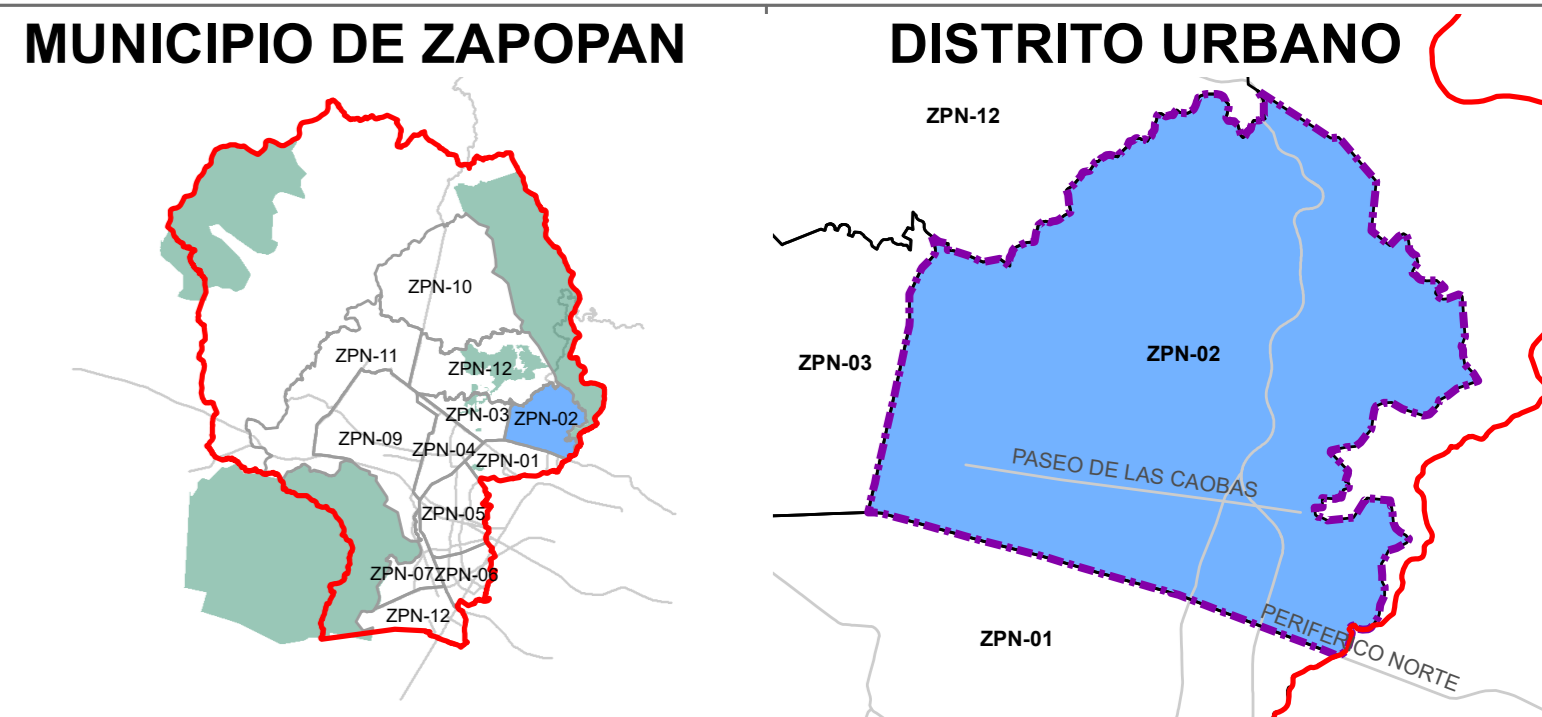 MUNICIPIO DE ZAPOPAN
ZPN-10
ZPN-11
ZPN-12
ZPN-03
ZPN-02
ZPN-09
ZPN-04
ZPN-01
ZPN-05
ZPN-07
ZPN-06
ZPN-12
DISTRITO URBANO
ZPN-12
ZPN-03
ZPN-02
PASEO DE LAS CAOBAS
ZPN-01
PERIFERICO NORTE